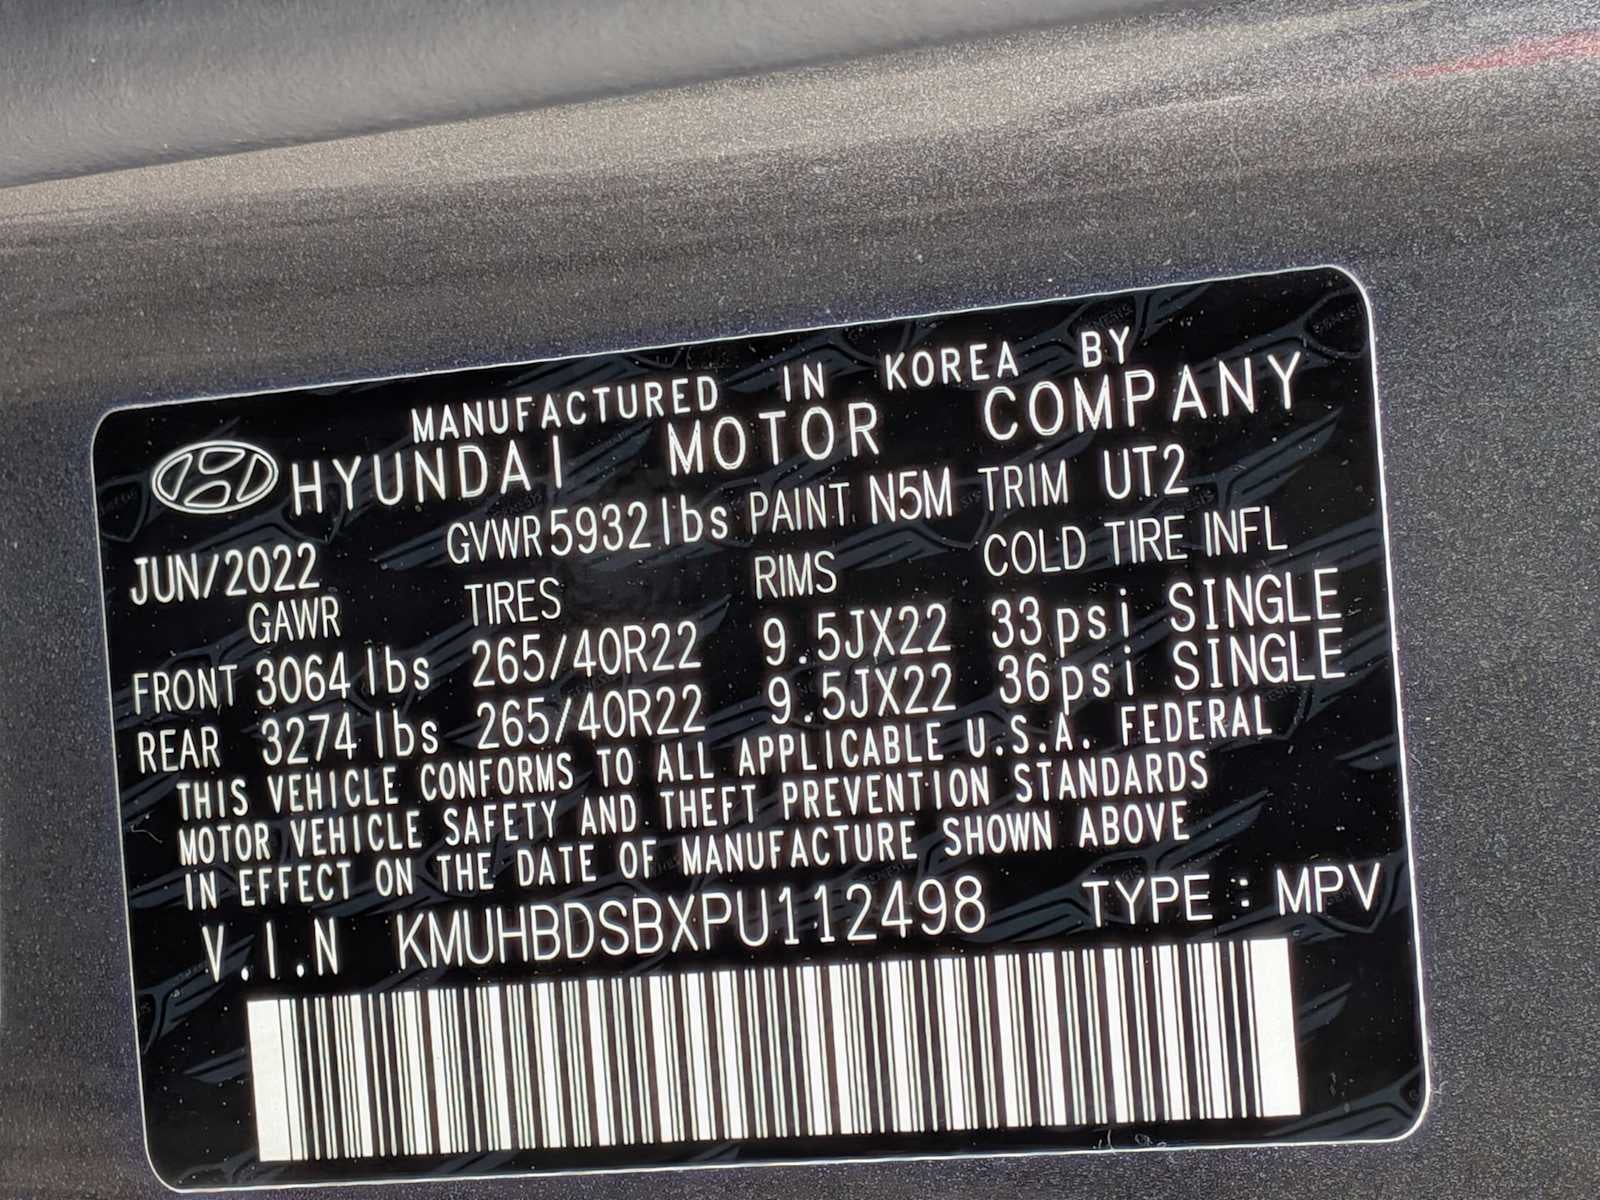 MANUFACTURED IN KOREA BY
HYUNDAI MOTOR COMPANY
JUN/2022 GVWR 5932 lbs PAINT N5M TRIM UT2
GAWR TIRES RIMS COLD TIRE INFL
FRONT 3064 lbs 265/40R22 9.5JX22 33psi SINGLE
REAR 3274 lbs 265/40R22 9.5JX22 36psi SINGLE
THIS VEHICLE CONFORMS TO ALL APPLICABLE U.S.A. FEDERAL
MOTOR VEHICLE SAFETY AND THEFT PREVENTION STANDARDS
IN EFFECT ON THE DATE OF MANUFACTURE SHOWN ABOVE
V.I.N KMUHBDSBXPU112498 TYPE : MPV